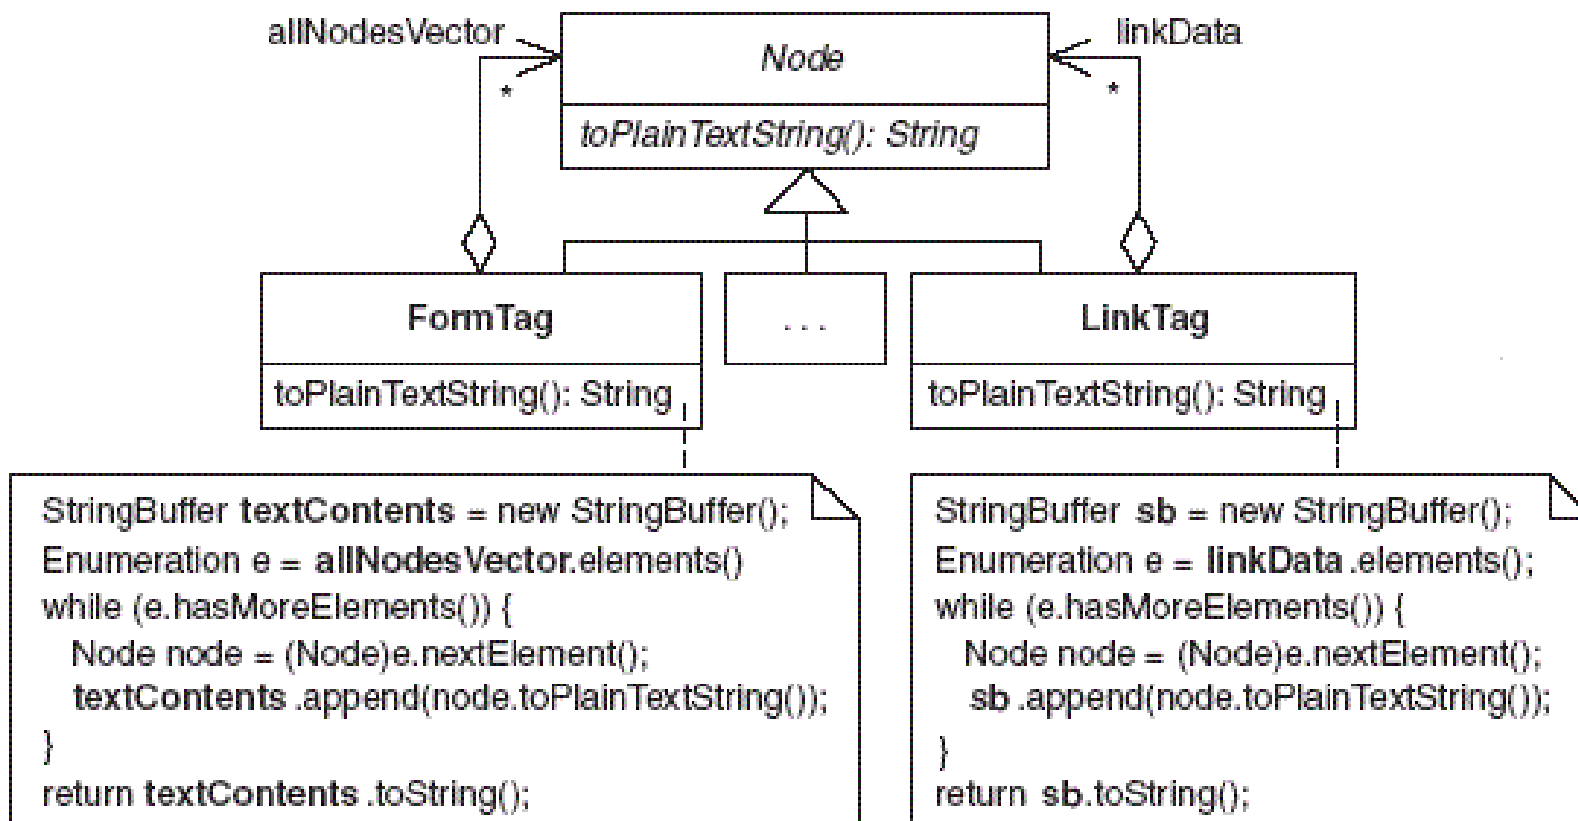 allNodesVector
Node
linkData
*
*
toPlainTextString(): String
FormTag
...
LinkTag
toPlainTextString(): String
toPlainTextString(): String
StringBuffer textContents = new StringBuffer();
Enumeration e = allNodesVector.elements()
while (e.hasMoreElements()) {
Node node = (Node)e.nextElement();
textContents.append(node.toPlainTextString());
}
return textContents.toString();
StringBuffer sb = new StringBuffer();
Enumeration e = linkData.elements();
while (e.hasMoreElements()) {
Node node = (Node)e.nextElement();
sb.append(node.toPlainTextString());
}
return sb.toString();